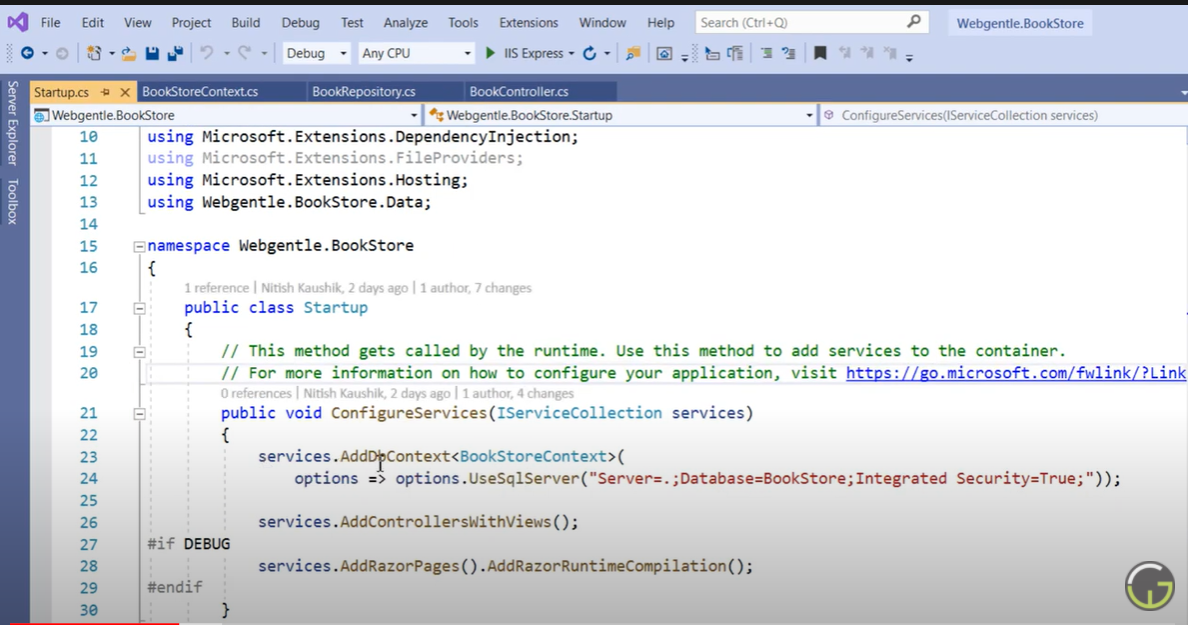 File Edit View Project Build Debug Test Analyze Tools Extensions Window Help Search (Ctrl+Q) Webgentle.BookStore
Debug Any CPU IIS Express
Server Explorer
Toolbox
Startup.cs BookStoreContext.cs BookRepository.cs BookController.cs
Webgentle.BookStore Webgentle.BookStore.Startup ConfigureServices(IServiceCollection services)
10 using Microsoft.Extensions.DependencyInjection;
11 using Microsoft.Extensions.FileProviders;
12 using Microsoft.Extensions.Hosting;
13 using Webgentle.BookStore.Data;
14
15 namespace Webgentle.BookStore
16 {
1 reference | Nitish Kaushik, 2 days ago | 1 author, 7 changes
17 public class Startup
18 {
19 // This method gets called by the runtime. Use this method to add services to the container.
20 // For more information on how to configure your application, visit https://go.microsoft.com/fwlink/?Link
0 references | Nitish Kaushik, 2 days ago | 1 author, 4 changes
21 public void ConfigureServices(IServiceCollection services)
22 {
23 services.AddDbContext<BookStoreContext>(
24 options => options.UseSqlServer("Server=.;Database=BookStore;Integrated Security=True;"));
25
26 services.AddControllersWithViews();
27 #if DEBUG
28 services.AddRazorPages().AddRazorRuntimeCompilation();
29 #endif
30 }